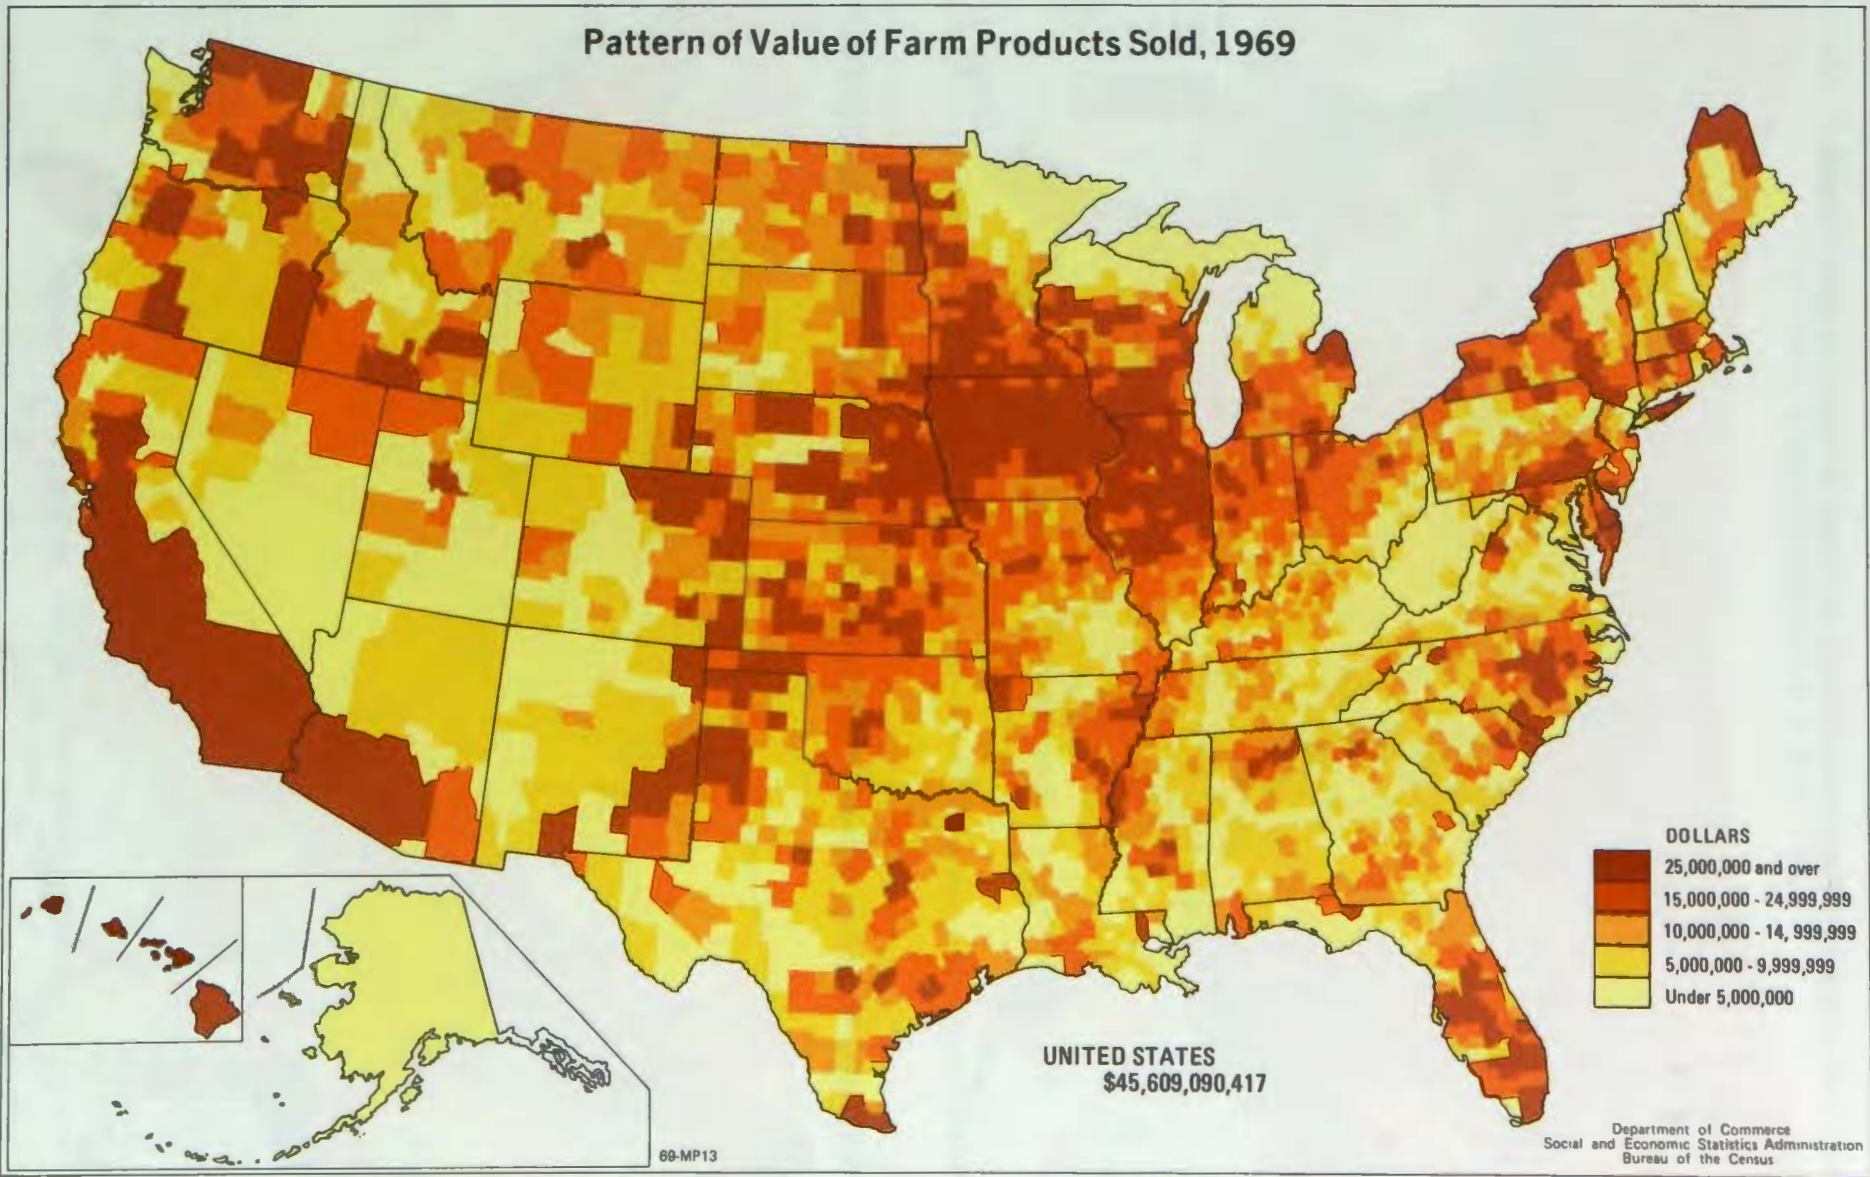 Pattern of Value of Farm Products Sold, 1969
DOLLARS
25,000,000 and over
15,000,000 - 24,999,999
10,000,000 - 14, 999,999
5,000,000 - 9,999,999
Under 5,000,000
UNITED STATES
$45,609,090,417
69-MP13
Department of Commerce
Social and Economic Statistics Administration
Bureau of the Census